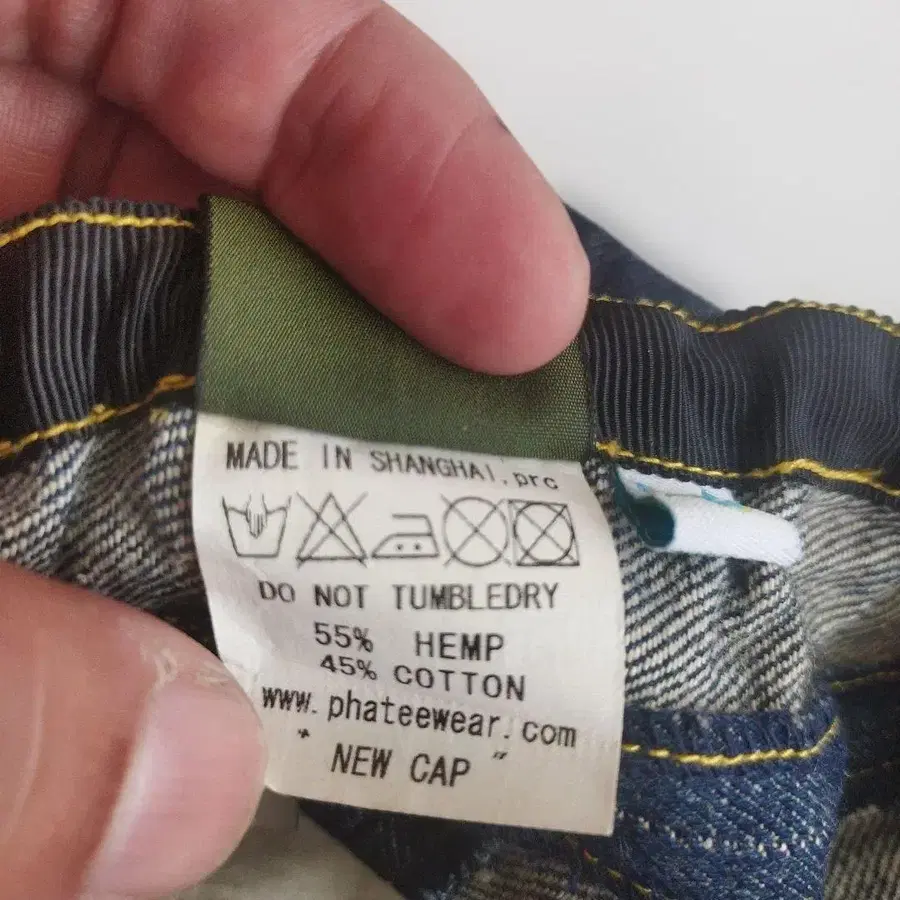 MADE IN SHANGHAI.prc
DO NOT TUMBLEDRY
55% HEMP
45% COTTON
www.phateewear.com
" NEW CAP "